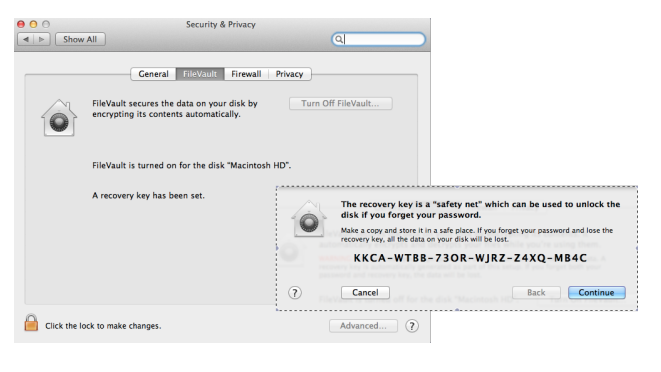 Security & Privacy
Show All
General FileVault Firewall Privacy
FileVault secures the data on your disk by
encrypting its contents automatically.
Turn Off FileVault...
FileVault is turned on for the disk "Macintosh HD".
A recovery key has been set.
The recovery key is a "safety net" which can be used to unlock the
disk if you forget your password.
Make a copy and store it in a safe place. If you forget your password and lose the
recovery key, all the data on your disk will be lost.
KKCA-WTBB-73OR-WJRZ-Z4XQ-MB4C
? Cancel Back Continue
Click the lock to make changes.
Advanced... ?